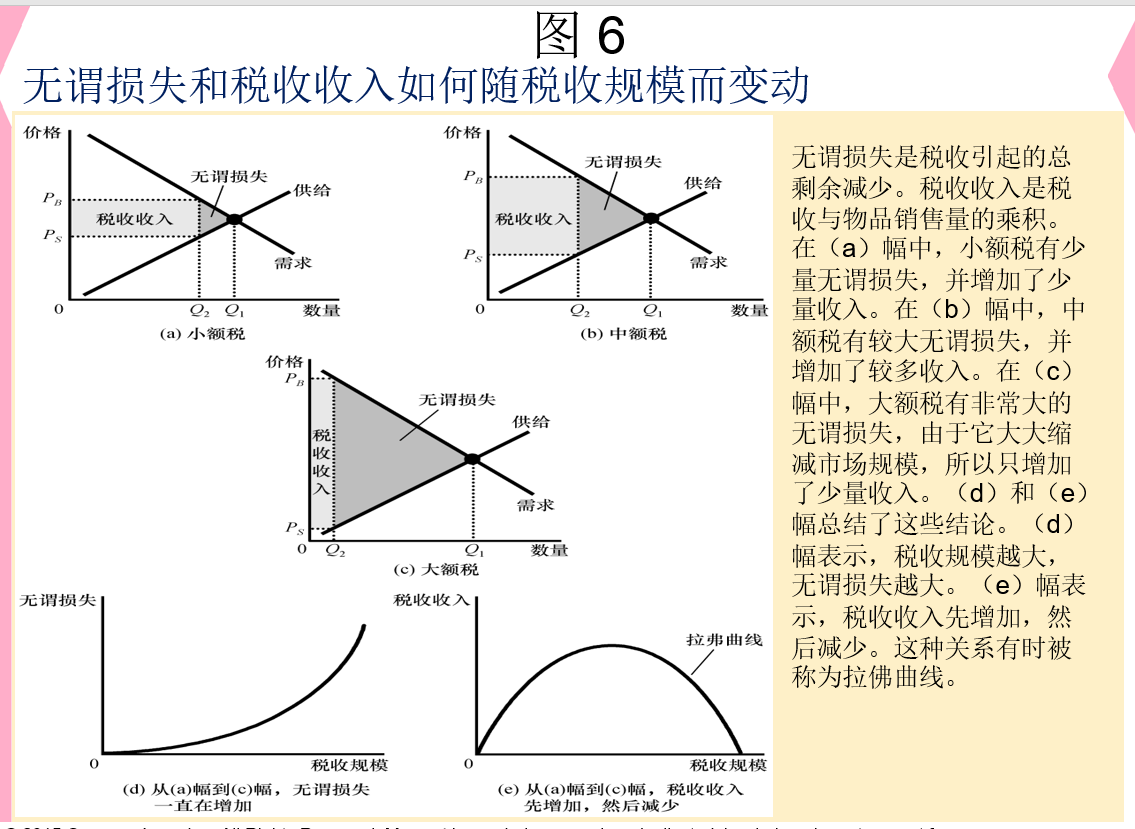 图 6
无谓损失和税收收入如何随税收规模而变动
价格
无谓损失
供给
P_B
税收收入
P_S
需求
0
Q₂
Q₁
数量
(a) 小额税
价格
无谓损失
P_B
供给
税收收入
P_S
需求
0
Q₂
Q₁
数量
(b) 中额税
价格
P_B
无谓损失
供给
税
收
收
入
需求
P_S
0
Q₂
Q₁
数量
(c) 大额税
无谓损失
0
税收规模
(d) 从(a)幅到(c)幅，无谓损失
一直在增加
税收收入
拉弗曲线
0
税收规模
(e) 从(a)幅到(c)幅，税收收入
先增加，然后减少
无谓损失是税收引起的总
剩余减少。税收收入是税
收与物品销售量的乘积。
在（a）幅中，小额税有少
量无谓损失，并增加了少
量收入。在（b）幅中，中
额税有较大无谓损失，并
增加了较多收入。在（c）
幅中，大额税有非常大的
无谓损失，由于它大大缩
减市场规模，所以只增加
了少量收入。（d）和（e）
幅总结了这些结论。（d）
幅表示，税收规模越大，
无谓损失越大。（e）幅表
示，税收收入先增加，然
后减少。这种关系有时被
称为拉佛曲线。